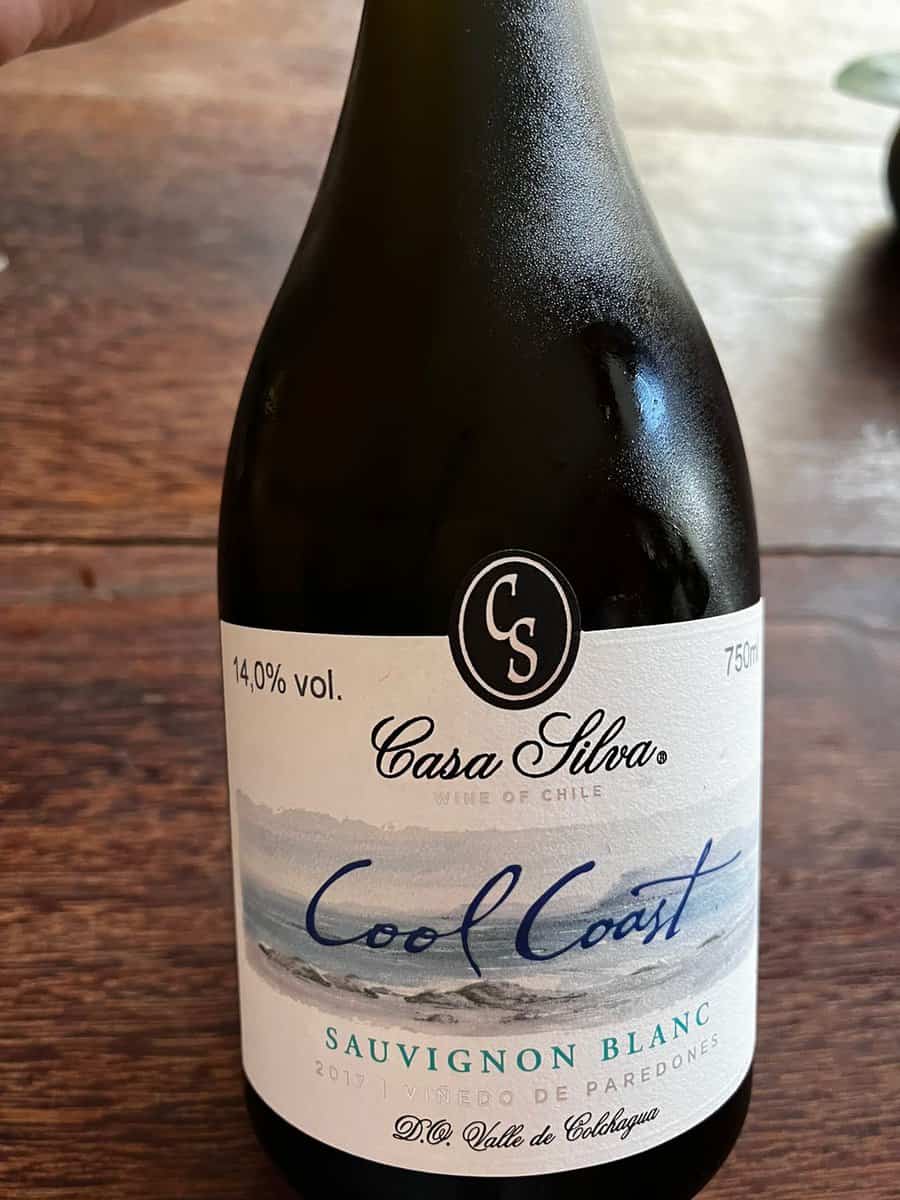 CS
14,0% vol.
750ml
Casa Silva®
WINE OF CHILE
Cool Coast
SAUVIGNON BLANC
2017 | VIÑEDO DE PAREDONES
D.O. Valle de Colchagua